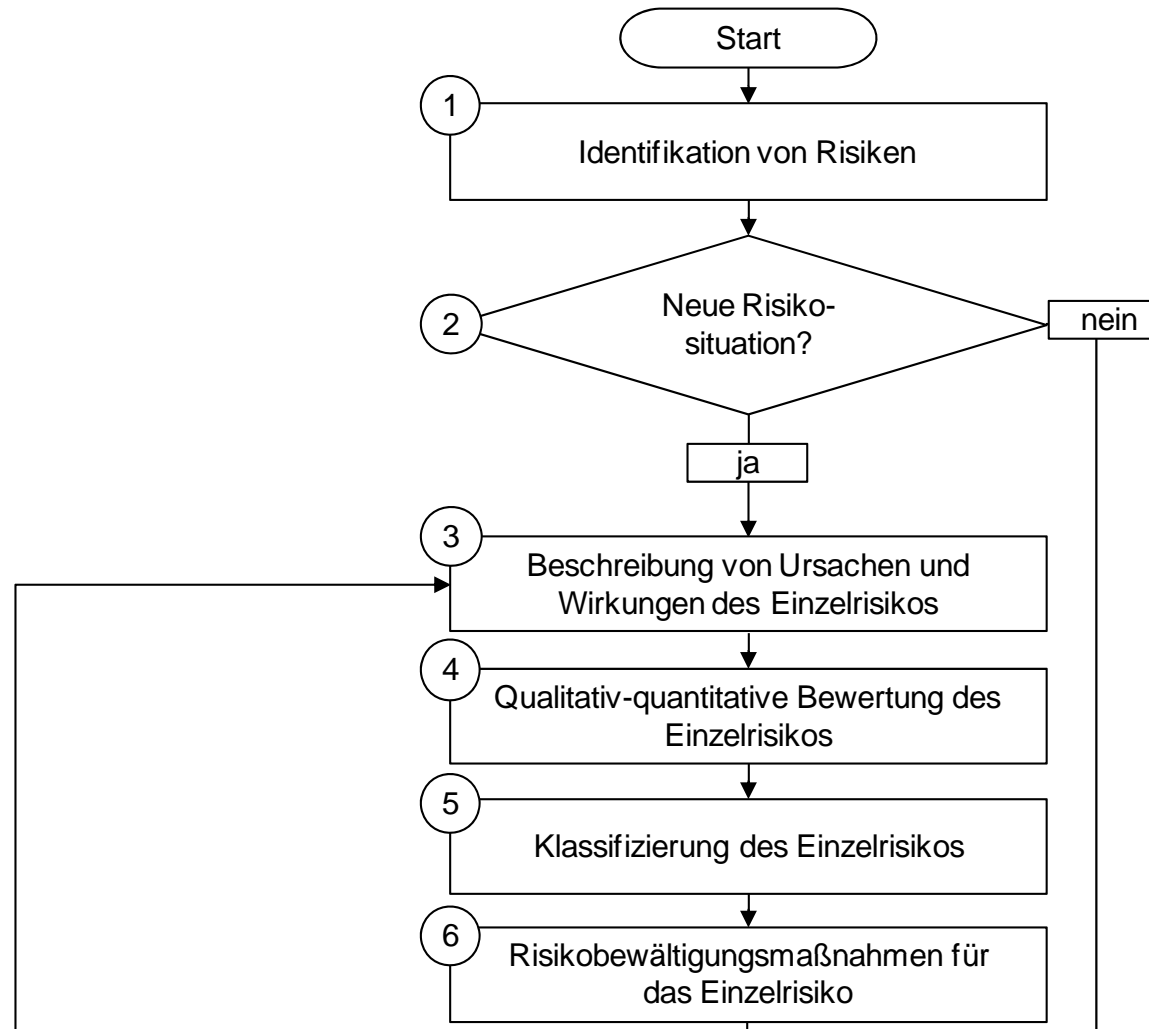 Start
1
Identifikation von Risiken
2
Neue Risiko-
situation?
nein
ja
3
Beschreibung von Ursachen und
Wirkungen des Einzelrisikos
4
Qualitativ-quantitative Bewertung des
Einzelrisikos
5
Klassifizierung des Einzelrisikos
6
Risikobewältigungsmaßnahmen für
das Einzelrisiko